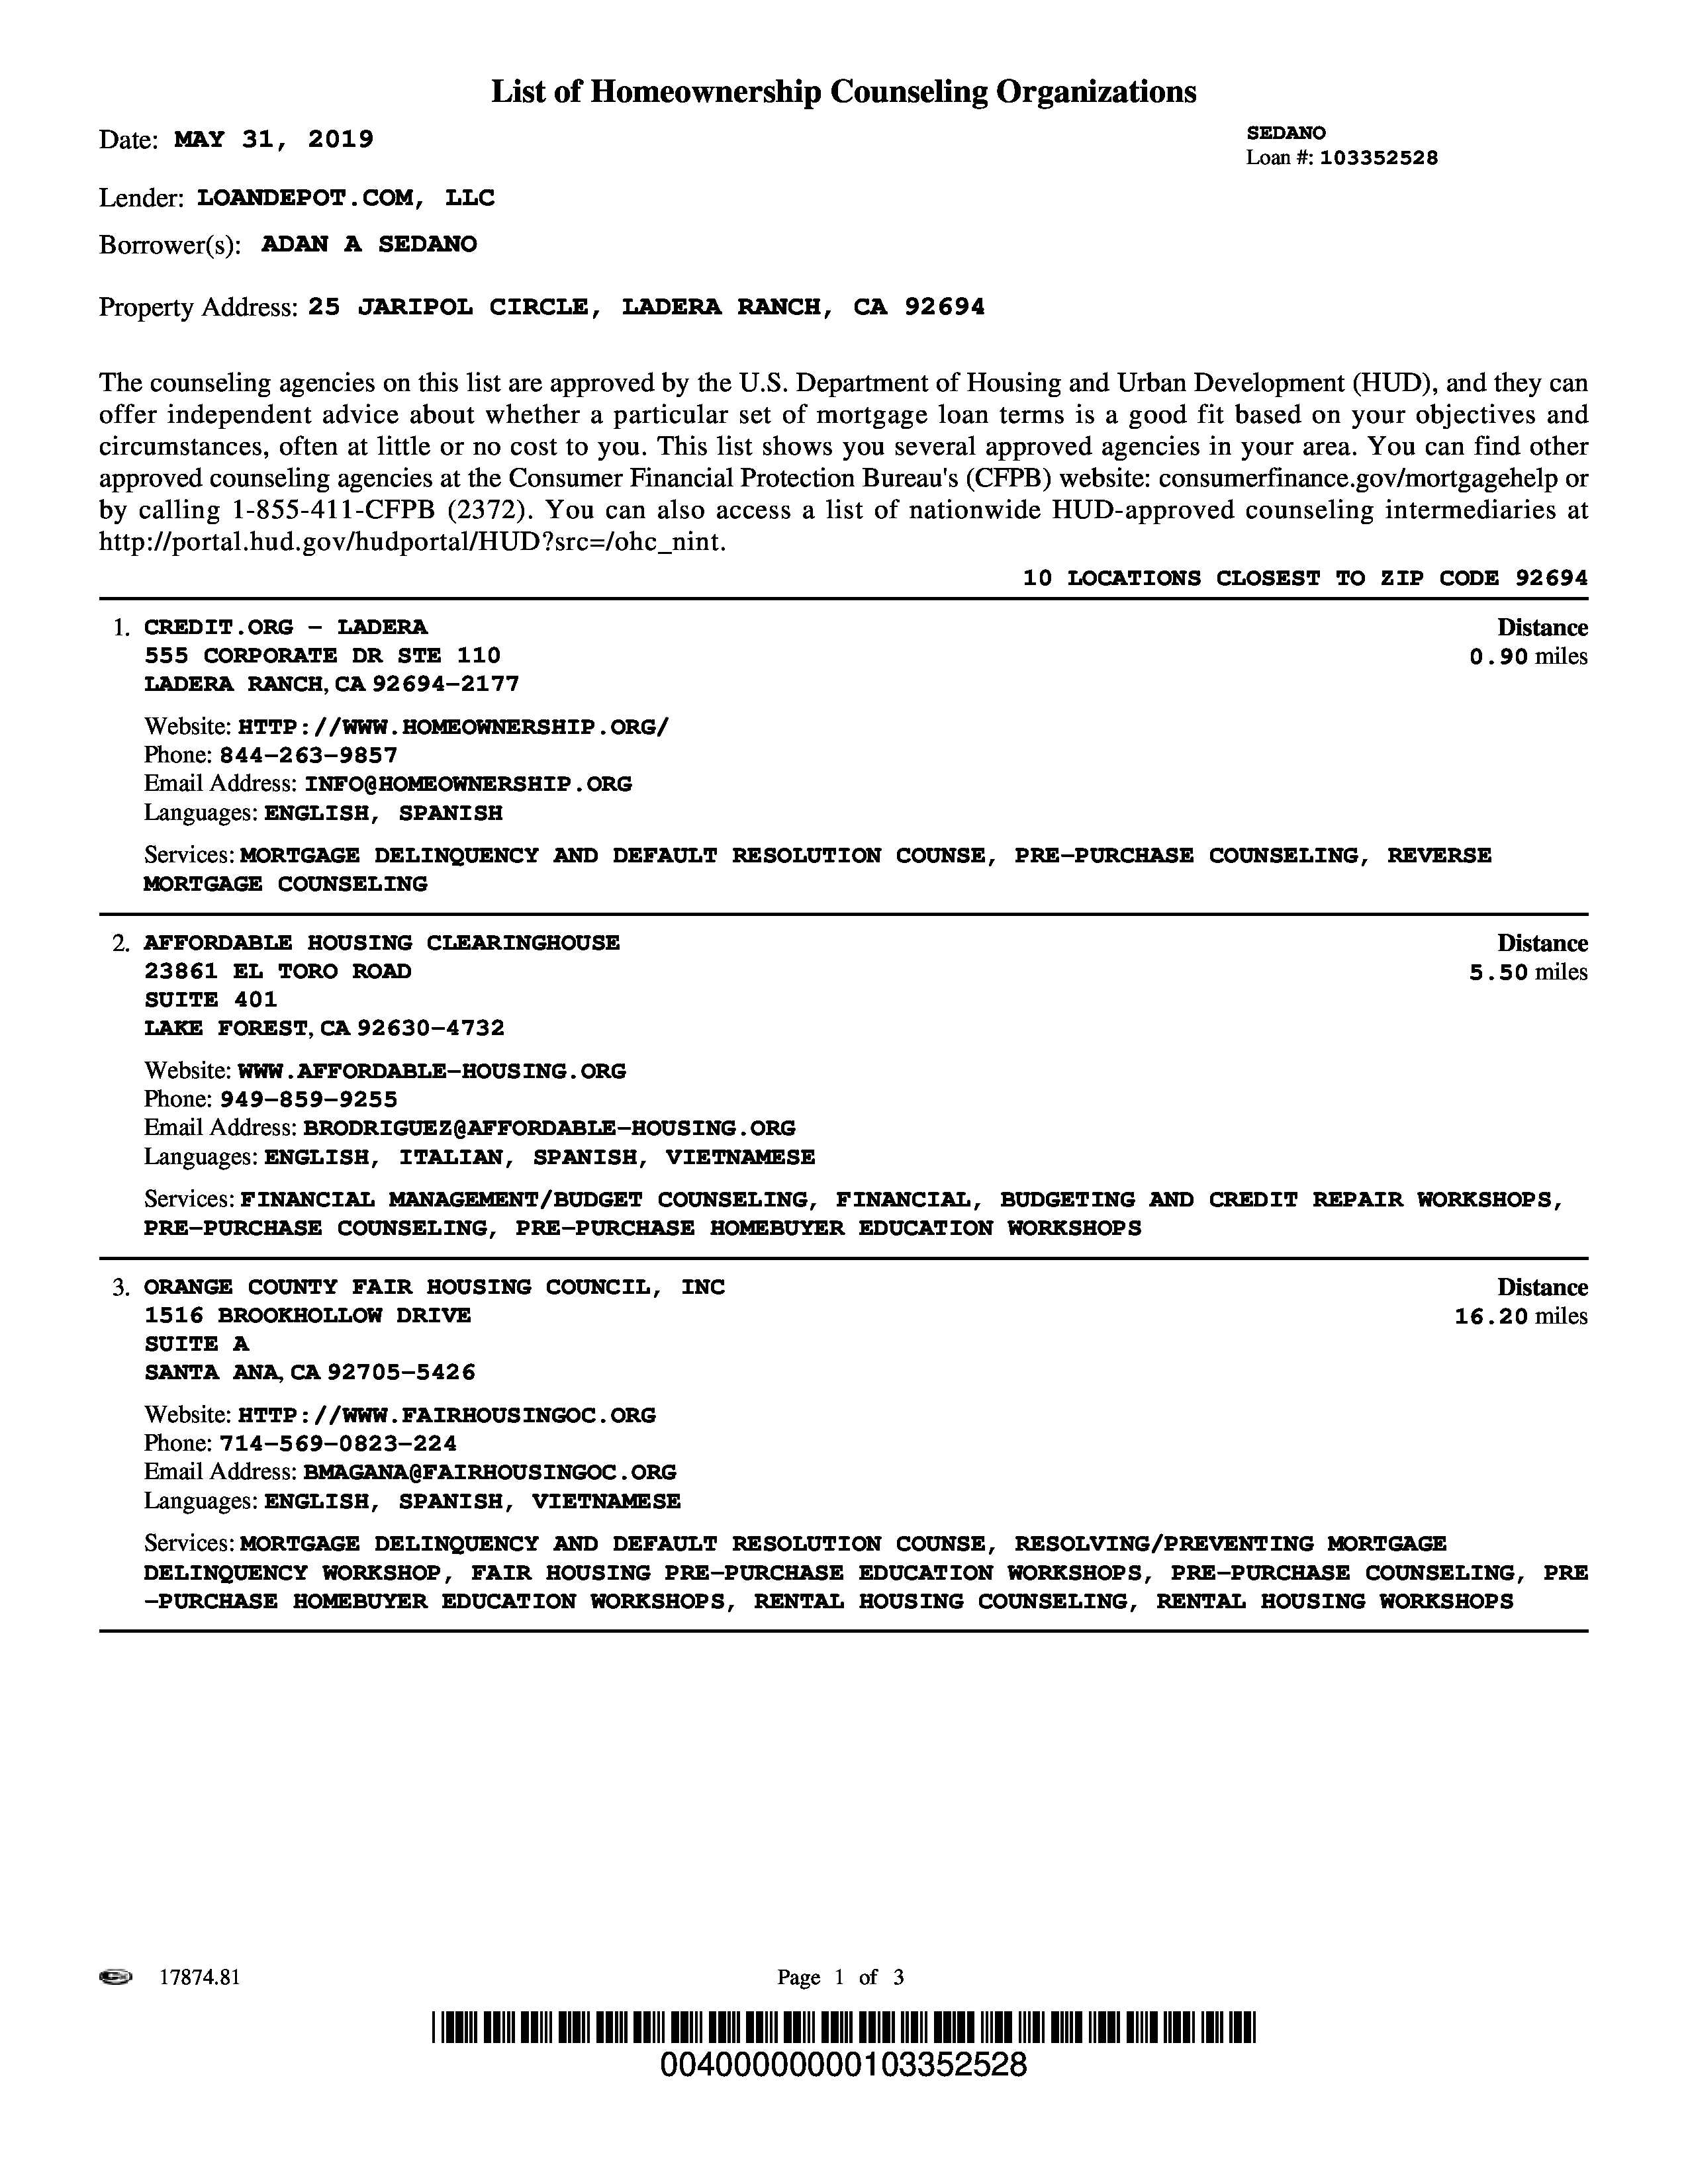 List of Homeownership Counseling Organizations
Date: MAY 31, 2019
SEDANO
Loan #: 103352528
Lender: LOANDEPOT.COM, LLC
Borrower(s): ADAN A SEDANO
Property Address: 25 JARIPOL CIRCLE, LADERA RANCH, CA 92694
The counseling agencies on this list are approved by the U.S. Department of Housing and Urban Development (HUD), and they can
offer independent advice about whether a particular set of mortgage loan terms is a good fit based on your objectives and
circumstances, often at little or no cost to you. This list shows you several approved agencies in your area. You can find other
approved counseling agencies at the Consumer Financial Protection Bureau's (CFPB) website: consumerfinance.gov/mortgagehelp or
by calling 1-855-411-CFPB (2372). You can also access a list of nationwide HUD-approved counseling intermediaries at
http://portal.hud.gov/hudportal/HUD?src=/ohc_nint.
10 LOCATIONS CLOSEST TO ZIP CODE 92694
1. CREDIT.ORG - LADERA
Distance
555 CORPORATE DR STE 110
0.90 miles
LADERA RANCH, CA 92694-2177
Website: HTTP://WWW.HOMEOWNERSHIP.ORG/
Phone: 844-263-9857
Email Address: INFO@HOMEOWNERSHIP.ORG
Languages: ENGLISH, SPANISH
Services: MORTGAGE DELINQUENCY AND DEFAULT RESOLUTION COUNSE, PRE-PURCHASE COUNSELING, REVERSE
MORTGAGE COUNSELING
2. AFFORDABLE HOUSING CLEARINGHOUSE
Distance
23861 EL TORO ROAD
5.50 miles
SUITE 401
LAKE FOREST, CA 92630-4732
Website: WWW.AFFORDABLE-HOUSING.ORG
Phone: 949-859-9255
Email Address: BRODRIGUEZ@AFFORDABLE-HOUSING.ORG
Languages: ENGLISH, ITALIAN, SPANISH, VIETNAMESE
Services: FINANCIAL MANAGEMENT/BUDGET COUNSELING, FINANCIAL, BUDGETING AND CREDIT REPAIR WORKSHOPS,
PRE-PURCHASE COUNSELING, PRE-PURCHASE HOMEBUYER EDUCATION WORKSHOPS
3. ORANGE COUNTY FAIR HOUSING COUNCIL, INC
Distance
1516 BROOKHOLLOW DRIVE
16.20 miles
SUITE A
SANTA ANA, CA 92705-5426
Website: HTTP://WWW.FAIRHOUSINGOC.ORG
Phone: 714-569-0823-224
Email Address: BMAGANA@FAIRHOUSINGOC.ORG
Languages: ENGLISH, SPANISH, VIETNAMESE
Services: MORTGAGE DELINQUENCY AND DEFAULT RESOLUTION COUNSE, RESOLVING/PREVENTING MORTGAGE
DELINQUENCY WORKSHOP, FAIR HOUSING PRE-PURCHASE EDUCATION WORKSHOPS, PRE-PURCHASE COUNSELING, PRE
-PURCHASE HOMEBUYER EDUCATION WORKSHOPS, RENTAL HOUSING COUNSELING, RENTAL HOUSING WORKSHOPS
17874.81
Page 1 of 3
00400000000103352528